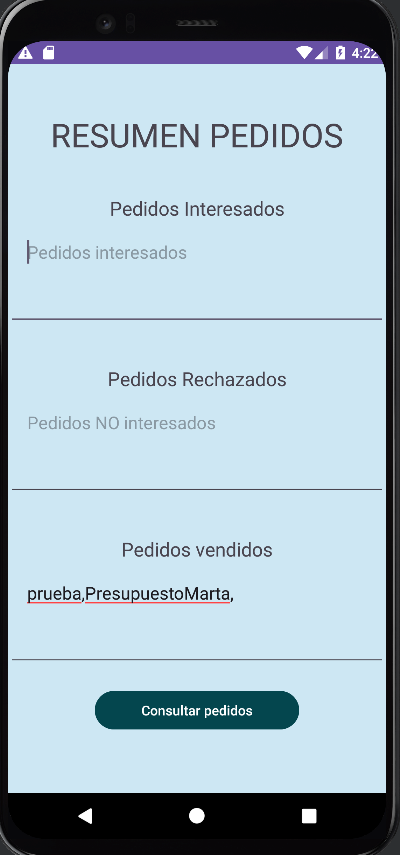 4:22
RESUMEN PEDIDOS
Pedidos Interesados
Pedidos interesados
Pedidos Rechazados
Pedidos NO interesados
Pedidos vendidos
prueba,PresupuestoMarta,
Consultar pedidos